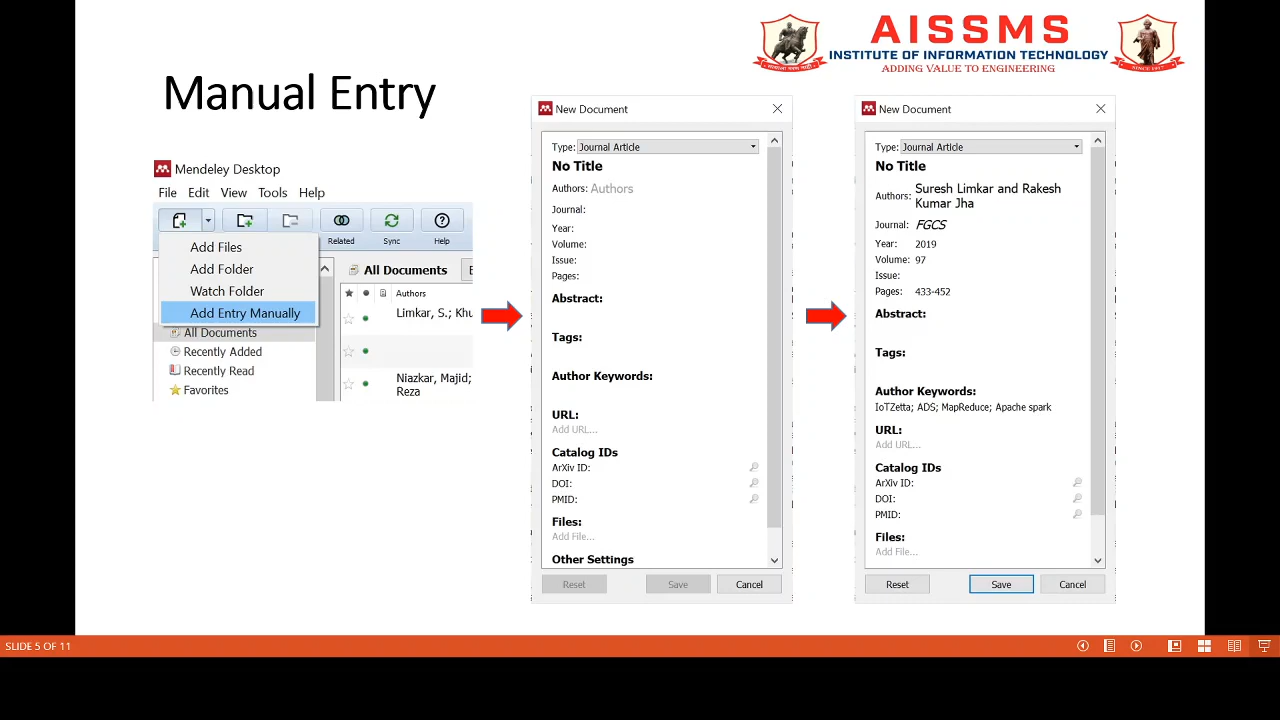 AISSMS
INSTITUTE OF INFORMATION TECHNOLOGY
ADDING VALUE TO ENGINEERING
Manual Entry
Mendeley Desktop
File Edit View Tools Help
Related Sync Help
Add Files
Add Folder
Watch Folder
Add Entry Manually
All Documents
Recently Added
Recently Read
Favorites
All Documents
Authors
Limkar, S.; Khu
Niazkar, Majid;
Reza
New Document
Type: Journal Article
No Title
Authors: Authors
Journal:
Year:
Volume:
Issue:
Pages:
Abstract:
Tags:
Author Keywords:
URL:
Add URL...
Catalog IDs
ArXiv ID:
DOI:
PMID:
Files:
Add File...
Other Settings
Reset Save Cancel
New Document
Type: Journal Article
No Title
Authors: Suresh Limkar and Rakesh
Kumar Jha
Journal: FGCS
Year: 2019
Volume: 97
Issue:
Pages: 433-452
Abstract:
Tags:
Author Keywords:
IoTZetta; ADS; MapReduce; Apache spark
URL:
Add URL...
Catalog IDs
ArXiv ID:
DOI:
PMID:
Files:
Add File...
Reset Save Cancel
SLIDE 5 OF 11